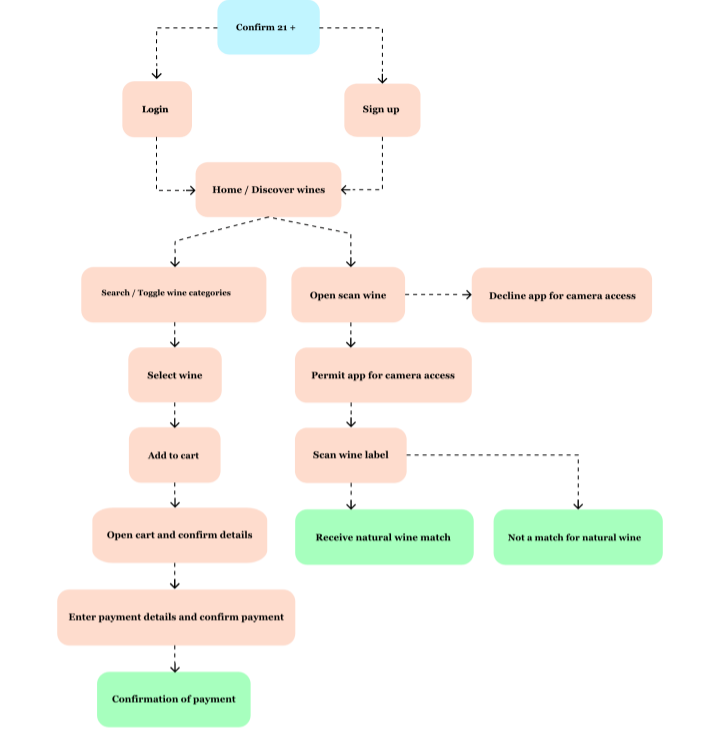 Confirm 21 +
Login
Sign up
Home / Discover wines
Search / Toggle wine categories
Open scan wine
Decline app for camera access
Select wine
Permit app for camera access
Add to cart
Scan wine label
Open cart and confirm details
Receive natural wine match
Not a match for natural wine
Enter payment details and confirm payment
Confirmation of payment